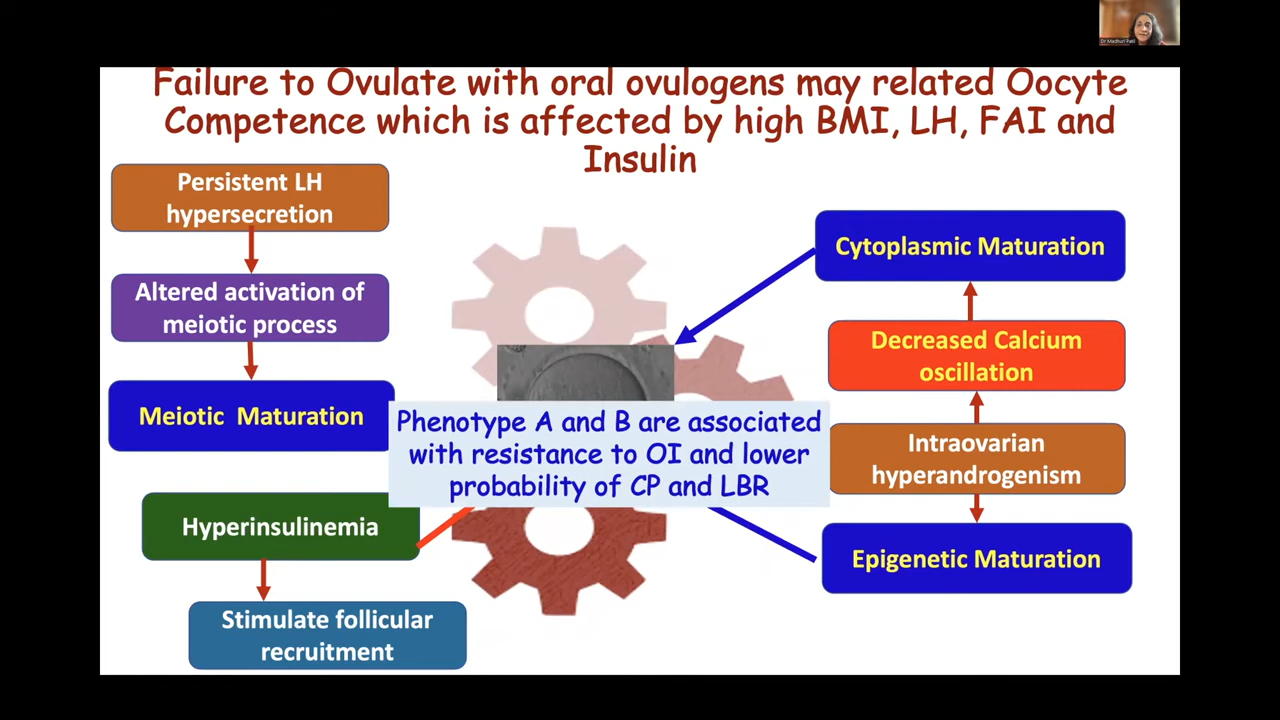 Dr Madhuri Patil
Failure to Ovulate with oral ovulogens may related Oocyte
Competence which is affected by high BMI, LH, FAI and
Insulin
Persistent LH
hypersecretion
Altered activation of
meiotic process
Meiotic Maturation
Hyperinsulinemia
Stimulate follicular
recruitment
Phenotype A and B are associated
with resistance to OI and lower
probability of CP and LBR
Cytoplasmic Maturation
Decreased Calcium
oscillation
Intraovarian
hyperandrogenism
Epigenetic Maturation